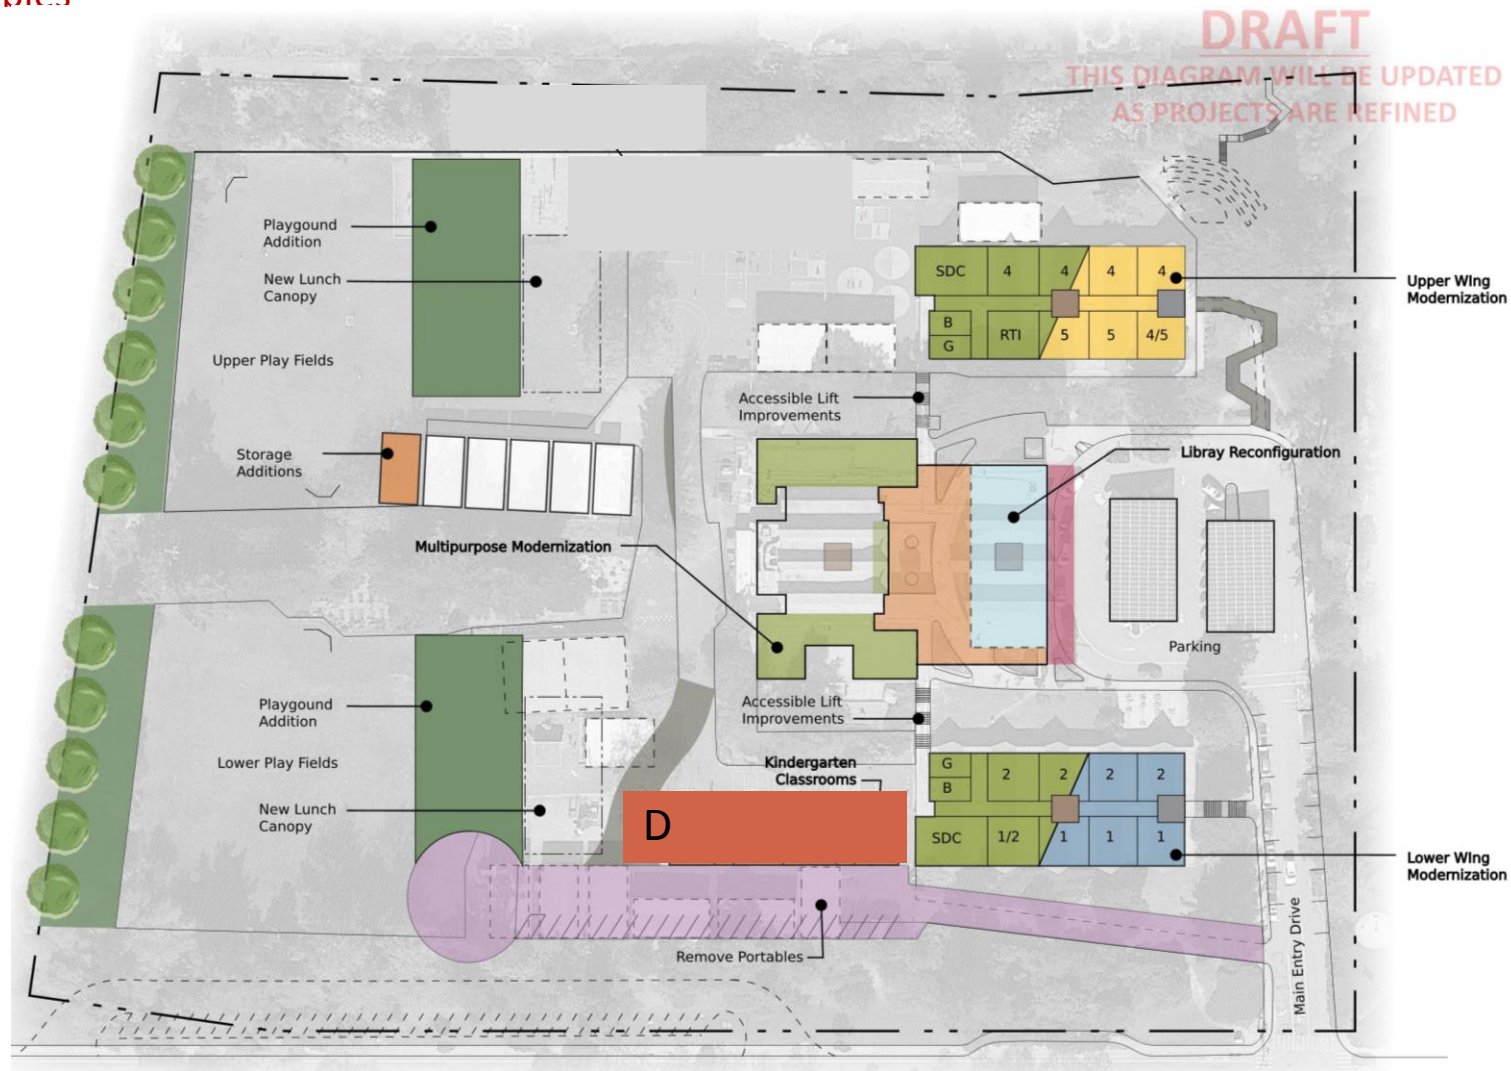 DRAFT
THIS DIAGRAM WILL BE UPDATED
AS PROJECTS ARE REFINED
Playgound
Addition
New Lunch
Canopy
Upper Play Fields
Storage
Additions
Multipurpose Modernization
SDC
4
4
4
4
B
G
RTI
5
5
4/5
Upper WIng
Modernization
Accessible Lift
Improvements
Libray Reconfiguration
Parking
Accessible Lift
Improvements
Playgound
Addition
Lower Play Fields
New Lunch
Canopy
Kindergarten
Classrooms
D
G
B
2
2
2
2
SDC
1/2
1
1
1
Lower WIng
Modernization
Remove Portables
Main Entry Drive